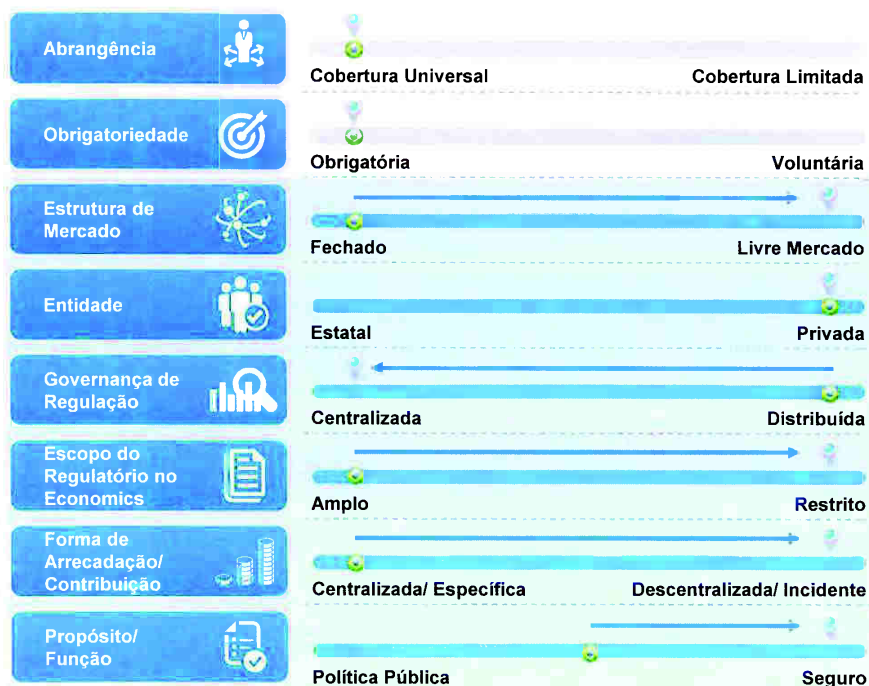 Abrangência
Cobertura Universal Cobertura Limitada
Obrigatoriedade
Obrigatória Voluntária
Estrutura de
Mercado
Fechado Livre Mercado
Entidade
Estatal Privada
Governança de
Regulação
Centralizada Distribuída
Escopo do
Regulatório no
Economics
Amplo Restrito
Forma de
Arrecadação/
Contribuição
Centralizada/ Específica Descentralizada/ Incidente
Propósito/
Função
Política Pública Seguro